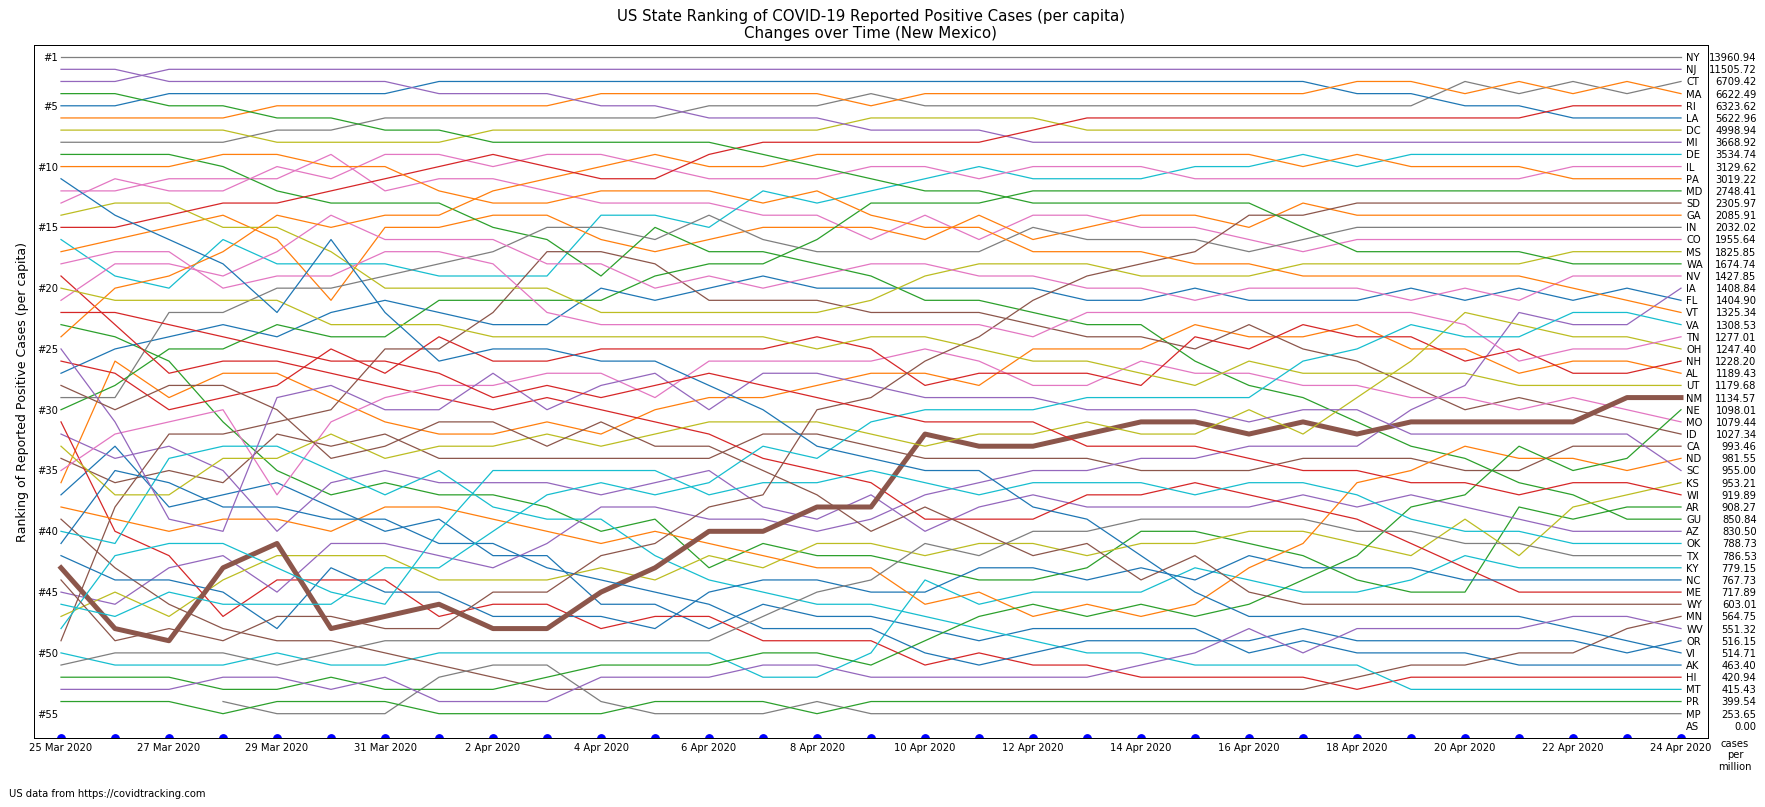 US State Ranking of COVID-19 Reported Positive Cases (per capita)
Changes over Time (New Mexico)
Ranking of Reported Positive Cases (per capita)
#1
#5
#10
#15
#20
#25
#30
#35
#40
#45
#50
#55
NY 13960.94
NJ 11505.72
CT 6709.42
MA 6622.49
RI 6323.62
LA 5622.96
DC 4998.94
MI 3668.92
DE 3534.74
IL 3129.62
PA 3019.22
MD 2748.41
SD 2305.97
GA 2085.91
IN 2032.02
CO 1955.64
MS 1825.85
WA 1674.74
NV 1427.85
IA 1408.84
FL 1404.90
VT 1325.34
VA 1308.53
TN 1277.01
OH 1247.40
NH 1228.20
AL 1189.43
UT 1179.68
NM 1134.57
NE 1098.01
MO 1079.44
ID 1027.34
CA 993.46
ND 981.55
SC 955.00
KS 953.21
WI 919.89
AR 908.27
GU 850.84
AZ 830.50
OK 788.73
TX 786.53
KY 779.15
NC 767.73
ME 717.89
WY 603.01
MN 564.75
WV 551.32
OR 516.15
VI 514.71
AK 463.40
HI 420.94
MT 415.43
PR 399.54
MP 253.65
AS 0.00
25 Mar 2020
27 Mar 2020
29 Mar 2020
31 Mar 2020
2 Apr 2020
4 Apr 2020
6 Apr 2020
8 Apr 2020
10 Apr 2020
12 Apr 2020
14 Apr 2020
16 Apr 2020
18 Apr 2020
20 Apr 2020
22 Apr 2020
24 Apr 2020
cases
per
million
US data from https://covidtracking.com